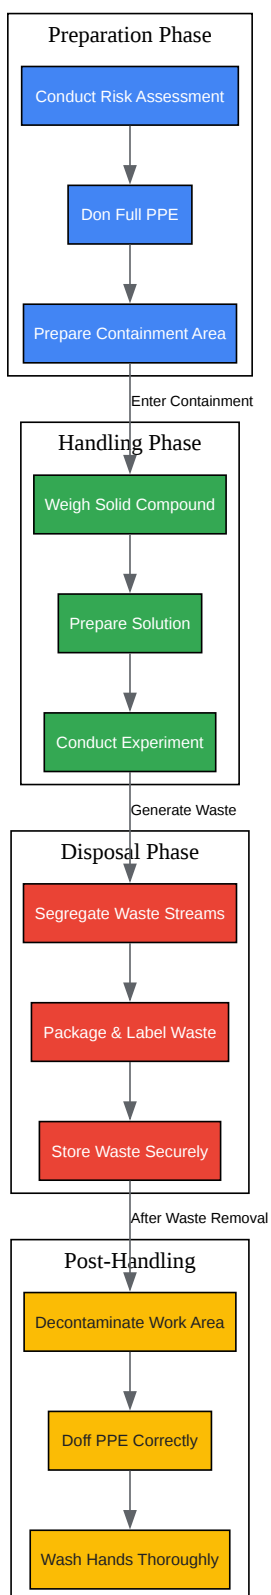 Preparation Phase
Conduct Risk Assessment
Don Full PPE
Prepare Containment Area
Enter Containment
Handling Phase
Weigh Solid Compound
Prepare Solution
Conduct Experiment
Generate Waste
Disposal Phase
Segregate Waste Streams
Package & Label Waste
Store Waste Securely
After Waste Removal
Post-Handling
Decontaminate Work Area
Doff PPE Correctly
Wash Hands Thoroughly